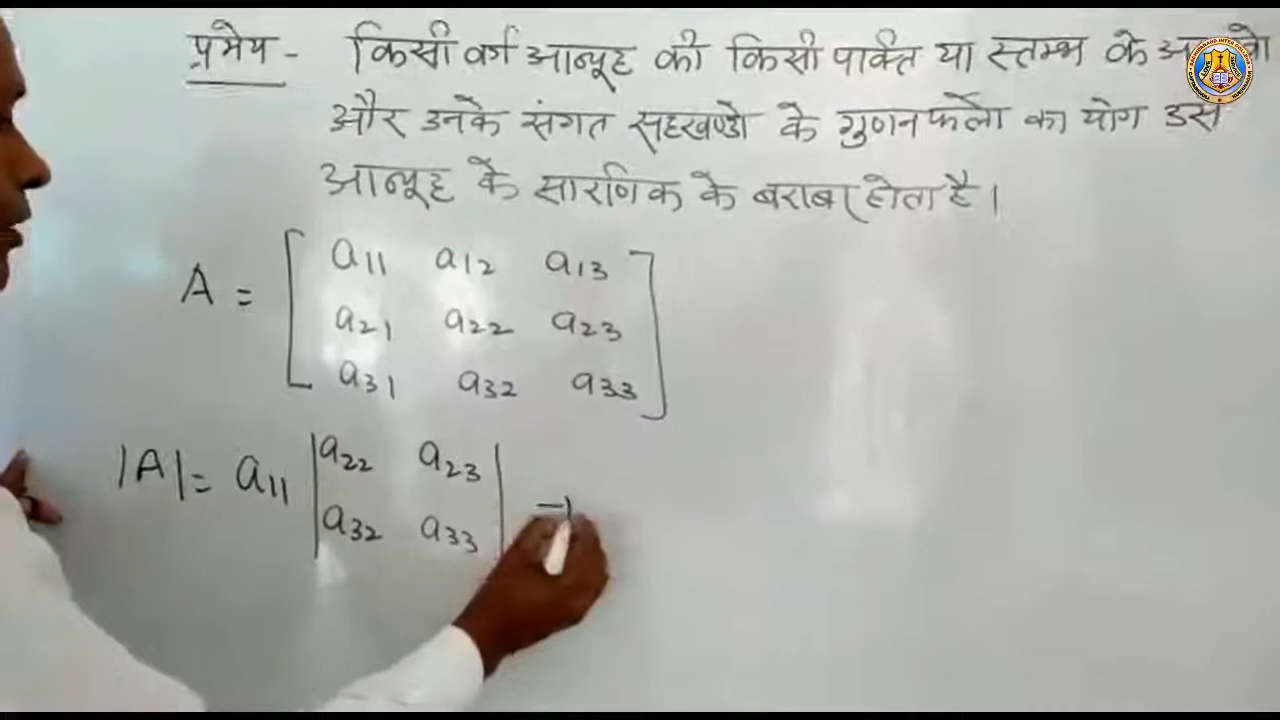 प्रमेय - किसी वर्ग आव्यूह की किसी पंक्ति या स्तम्भ के
और उनके संगत सहखण्डो के गुणनफलो का योग उस
आव्यूह के सारणिक के बराबर होता है।
A = [ a11 a12 a13
a21 a22 a23
a31 a32 a33 ]
|A| = a11 | a22 a23 | -
| a32 a33 |